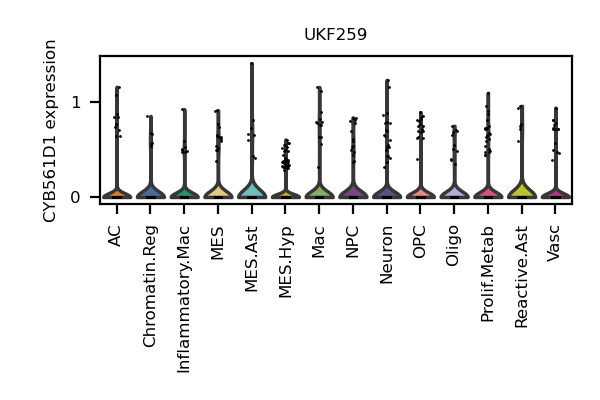 UKF259
CYB561D1 expression
1
0
AC
Chromatin.Reg
Inflammatory.Mac
MES
MES.Ast
MES.Hyp
Mac
NPC
Neuron
OPC
Oligo
Prolif.Metab
Reactive.Ast
Vasc